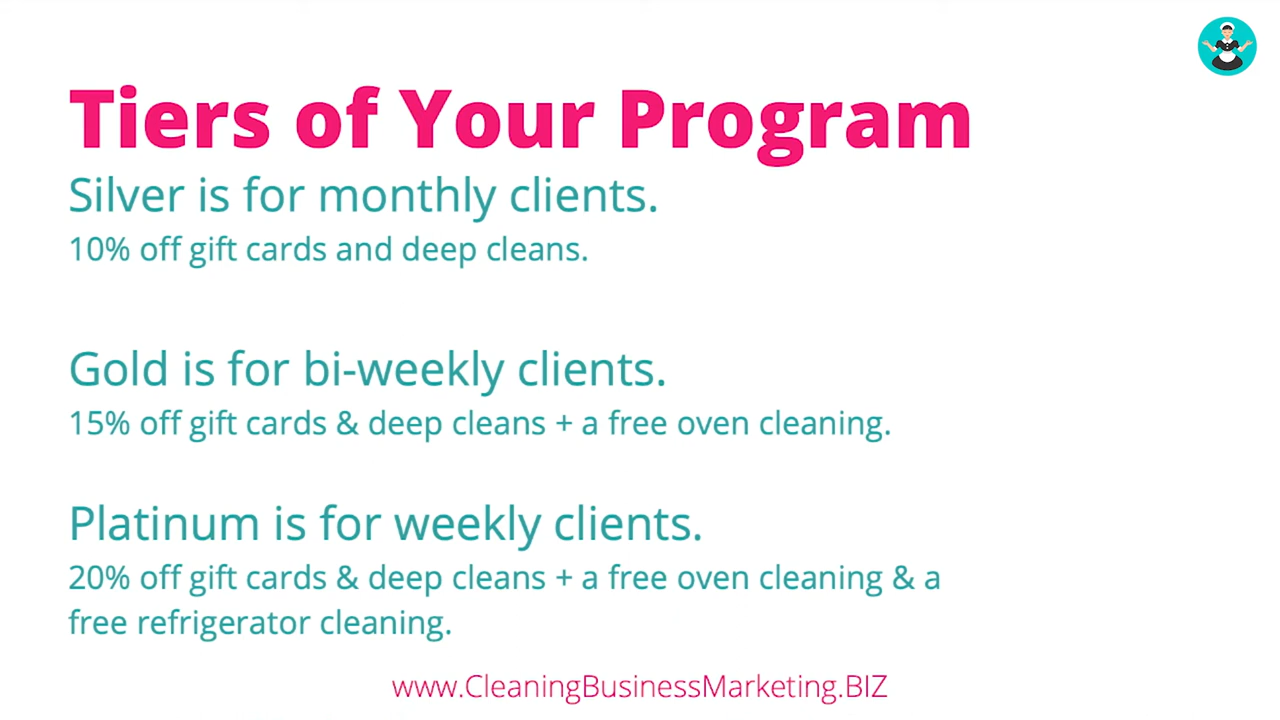 Tiers of Your Program
Silver is for monthly clients.
10% off gift cards and deep cleans.
Gold is for bi-weekly clients.
15% off gift cards & deep cleans + a free oven cleaning.
Platinum is for weekly clients.
20% off gift cards & deep cleans + a free oven cleaning & a
free refrigerator cleaning.
www.CleaningBusinessMarketing.BIZ